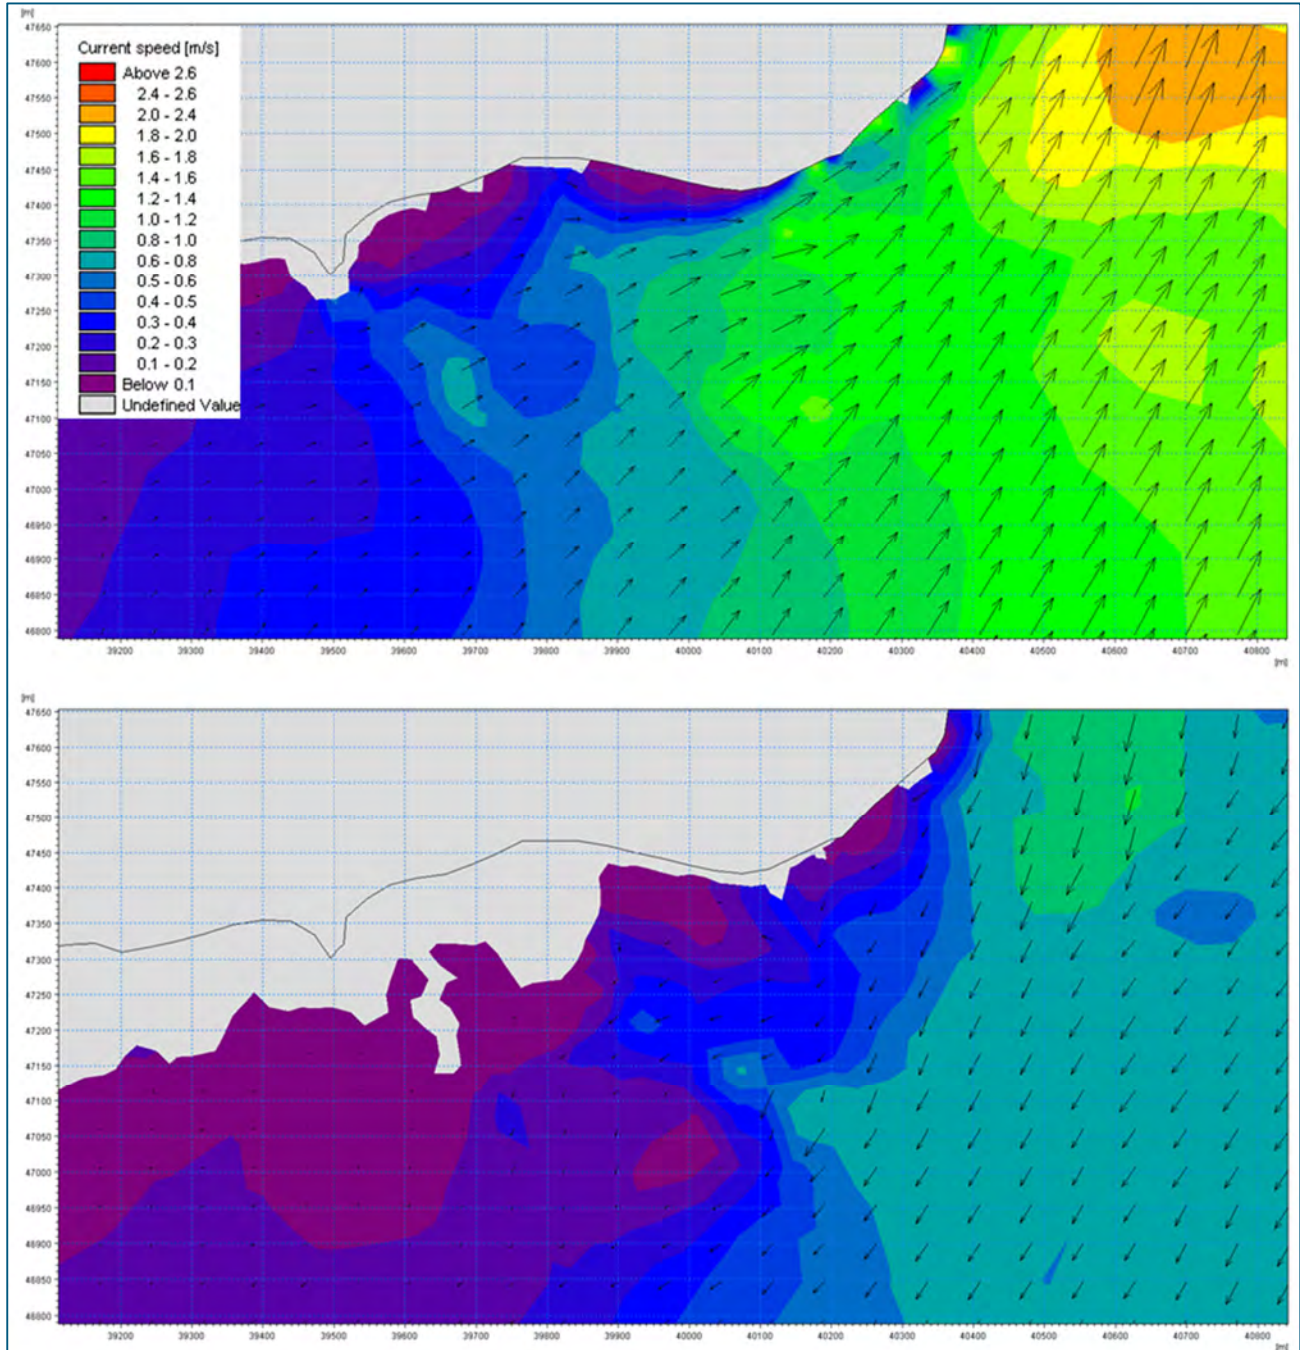 [m]
47650
47600
47550
47500
47450
47400
47350
47300
47250
47200
47150
47100
47050
47000
46950
46900
46850
46800
Current speed [m/s]
Above 2.6
2.4 - 2.6
2.0 - 2.4
1.8 - 2.0
1.6 - 1.8
1.4 - 1.6
1.2 - 1.4
1.0 - 1.2
0.8 - 1.0
0.6 - 0.8
0.5 - 0.6
0.4 - 0.5
0.3 - 0.4
0.2 - 0.3
0.1 - 0.2
Below 0.1
Undefined Value
39200 39300 39400 39500 39600 39700 39800 39900 40000 40100 40200 40300 40400 40500 40600 40700 40800
[m]
[m]
47650
47600
47550
47500
47450
47400
47350
47300
47250
47200
47150
47100
47050
47000
46950
46900
46850
46800
39200 39300 39400 39500 39600 39700 39800 39900 40000 40100 40200 40300 40400 40500 40600 40700 40800
[m]